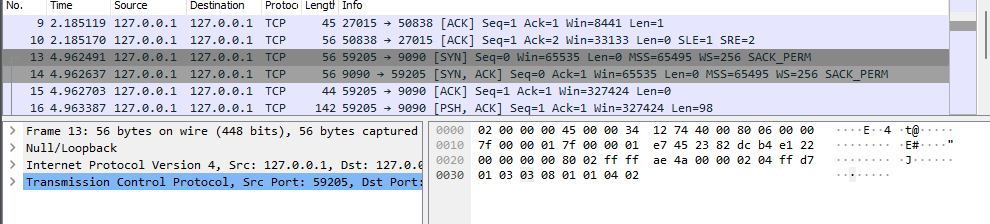 No. Time Source Destination Protoc Length Info
9 2.185119 127.0.0.1 127.0.0.1 TCP 45 27015 → 50838 [ACK] Seq=1 Ack=1 Win=8441 Len=1
10 2.185170 127.0.0.1 127.0.0.1 TCP 56 50838 → 27015 [ACK] Seq=1 Ack=2 Win=33133 Len=0 SLE=1 SRE=2
13 4.962491 127.0.0.1 127.0.0.1 TCP 56 59205 → 9090 [SYN] Seq=0 Win=65535 Len=0 MSS=65495 WS=256 SACK_PERM
14 4.962637 127.0.0.1 127.0.0.1 TCP 56 9090 → 59205 [SYN, ACK] Seq=0 Ack=1 Win=65535 Len=0 MSS=65495 WS=256 SACK_PERM
15 4.962703 127.0.0.1 127.0.0.1 TCP 44 59205 → 9090 [ACK] Seq=1 Ack=1 Win=327424 Len=0
16 4.963387 127.0.0.1 127.0.0.1 TCP 142 59205 → 9090 [PSH, ACK] Seq=1 Ack=1 Win=327424 Len=98
Frame 13: 56 bytes on wire (448 bits), 56 bytes captured
Null/Loopback
Internet Protocol Version 4, Src: 127.0.0.1, Dst: 127.0.0
Transmission Control Protocol, Src Port: 59205, Dst Port:
0000 02 00 00 00 45 00 00 34 12 74 40 00 80 06 00 00 ····E··4 ·t@·····
0010 7f 00 00 01 7f 00 00 01 e7 45 23 82 dc b4 e1 22 ········ ·E#····"
0020 00 00 00 00 80 02 ff ff ae 4a 00 00 02 04 ff d7 ········ ·J······
0030 01 03 03 08 01 01 04 02 ········